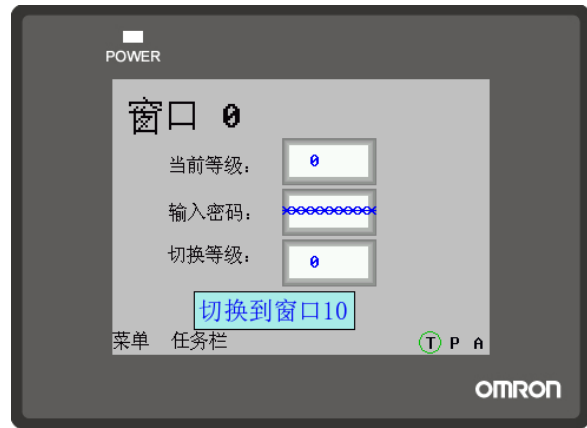 POWER
窗口 0
当前等级： 0
输入密码：
切换等级： 0
切换到窗口10
菜单 任务栏 T P A
OMRON